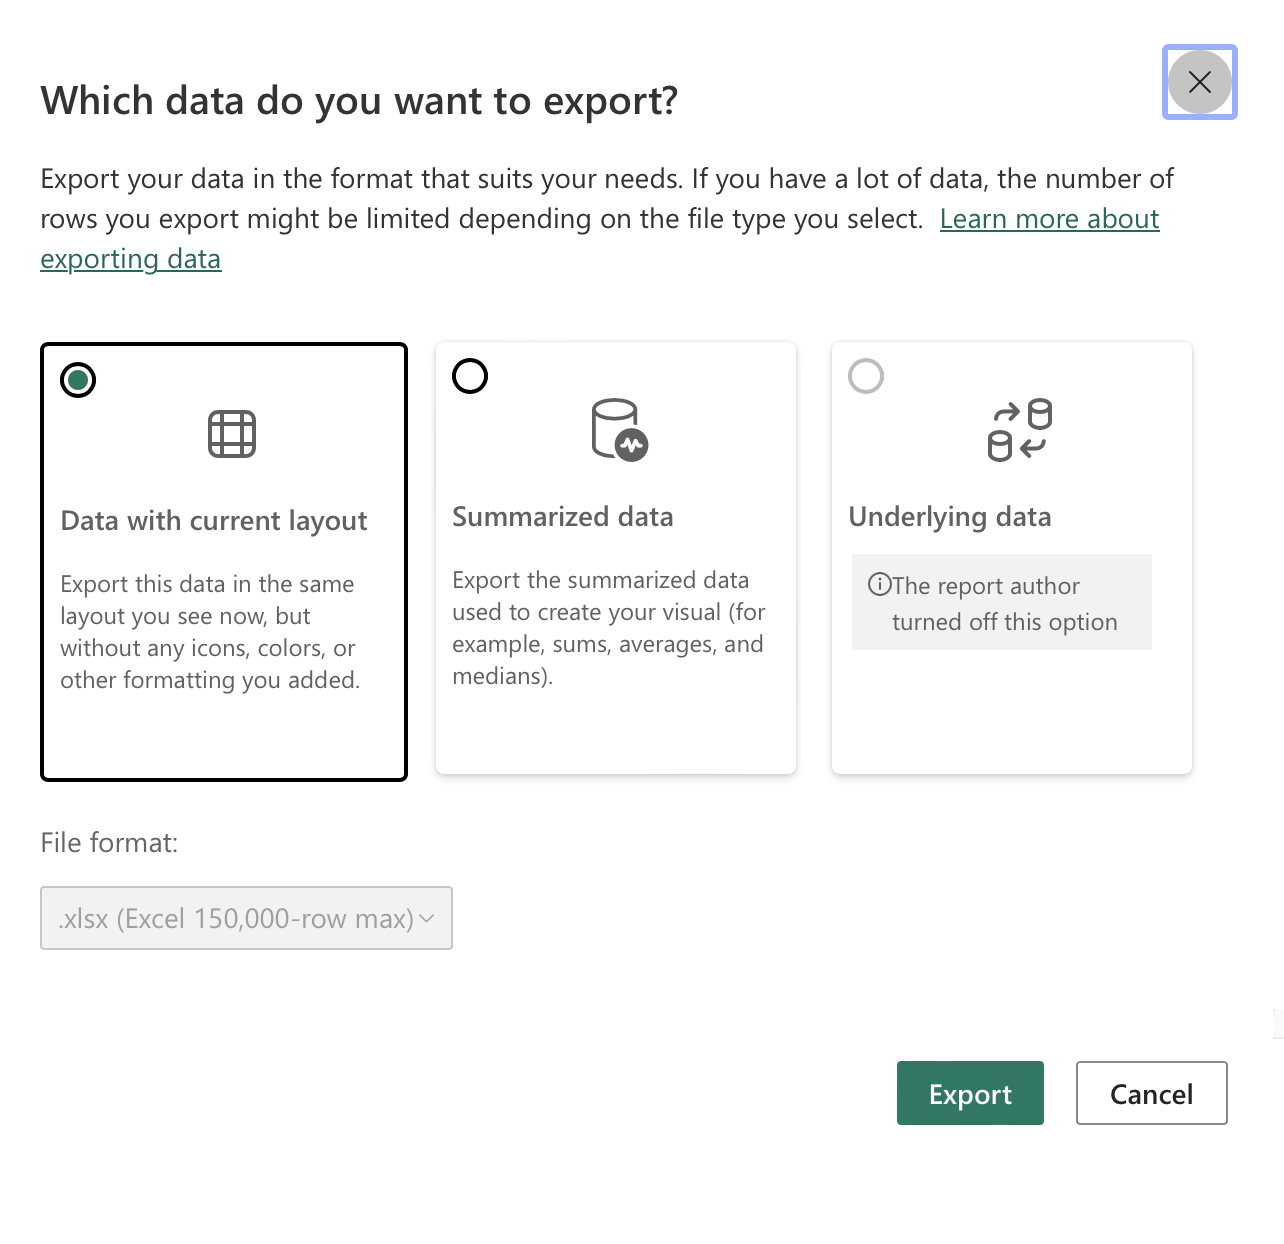 Which data do you want to export?
Export your data in the format that suits your needs. If you have a lot of data, the number of
rows you export might be limited depending on the file type you select. Learn more about
exporting data
Data with current layout
Export this data in the same
layout you see now, but
without any icons, colors, or
other formatting you added.
Summarized data
Export the summarized data
used to create your visual (for
example, sums, averages, and
medians).
Underlying data
The report author
turned off this option
File format:
.xlsx (Excel 150,000-row max)
Export
Cancel